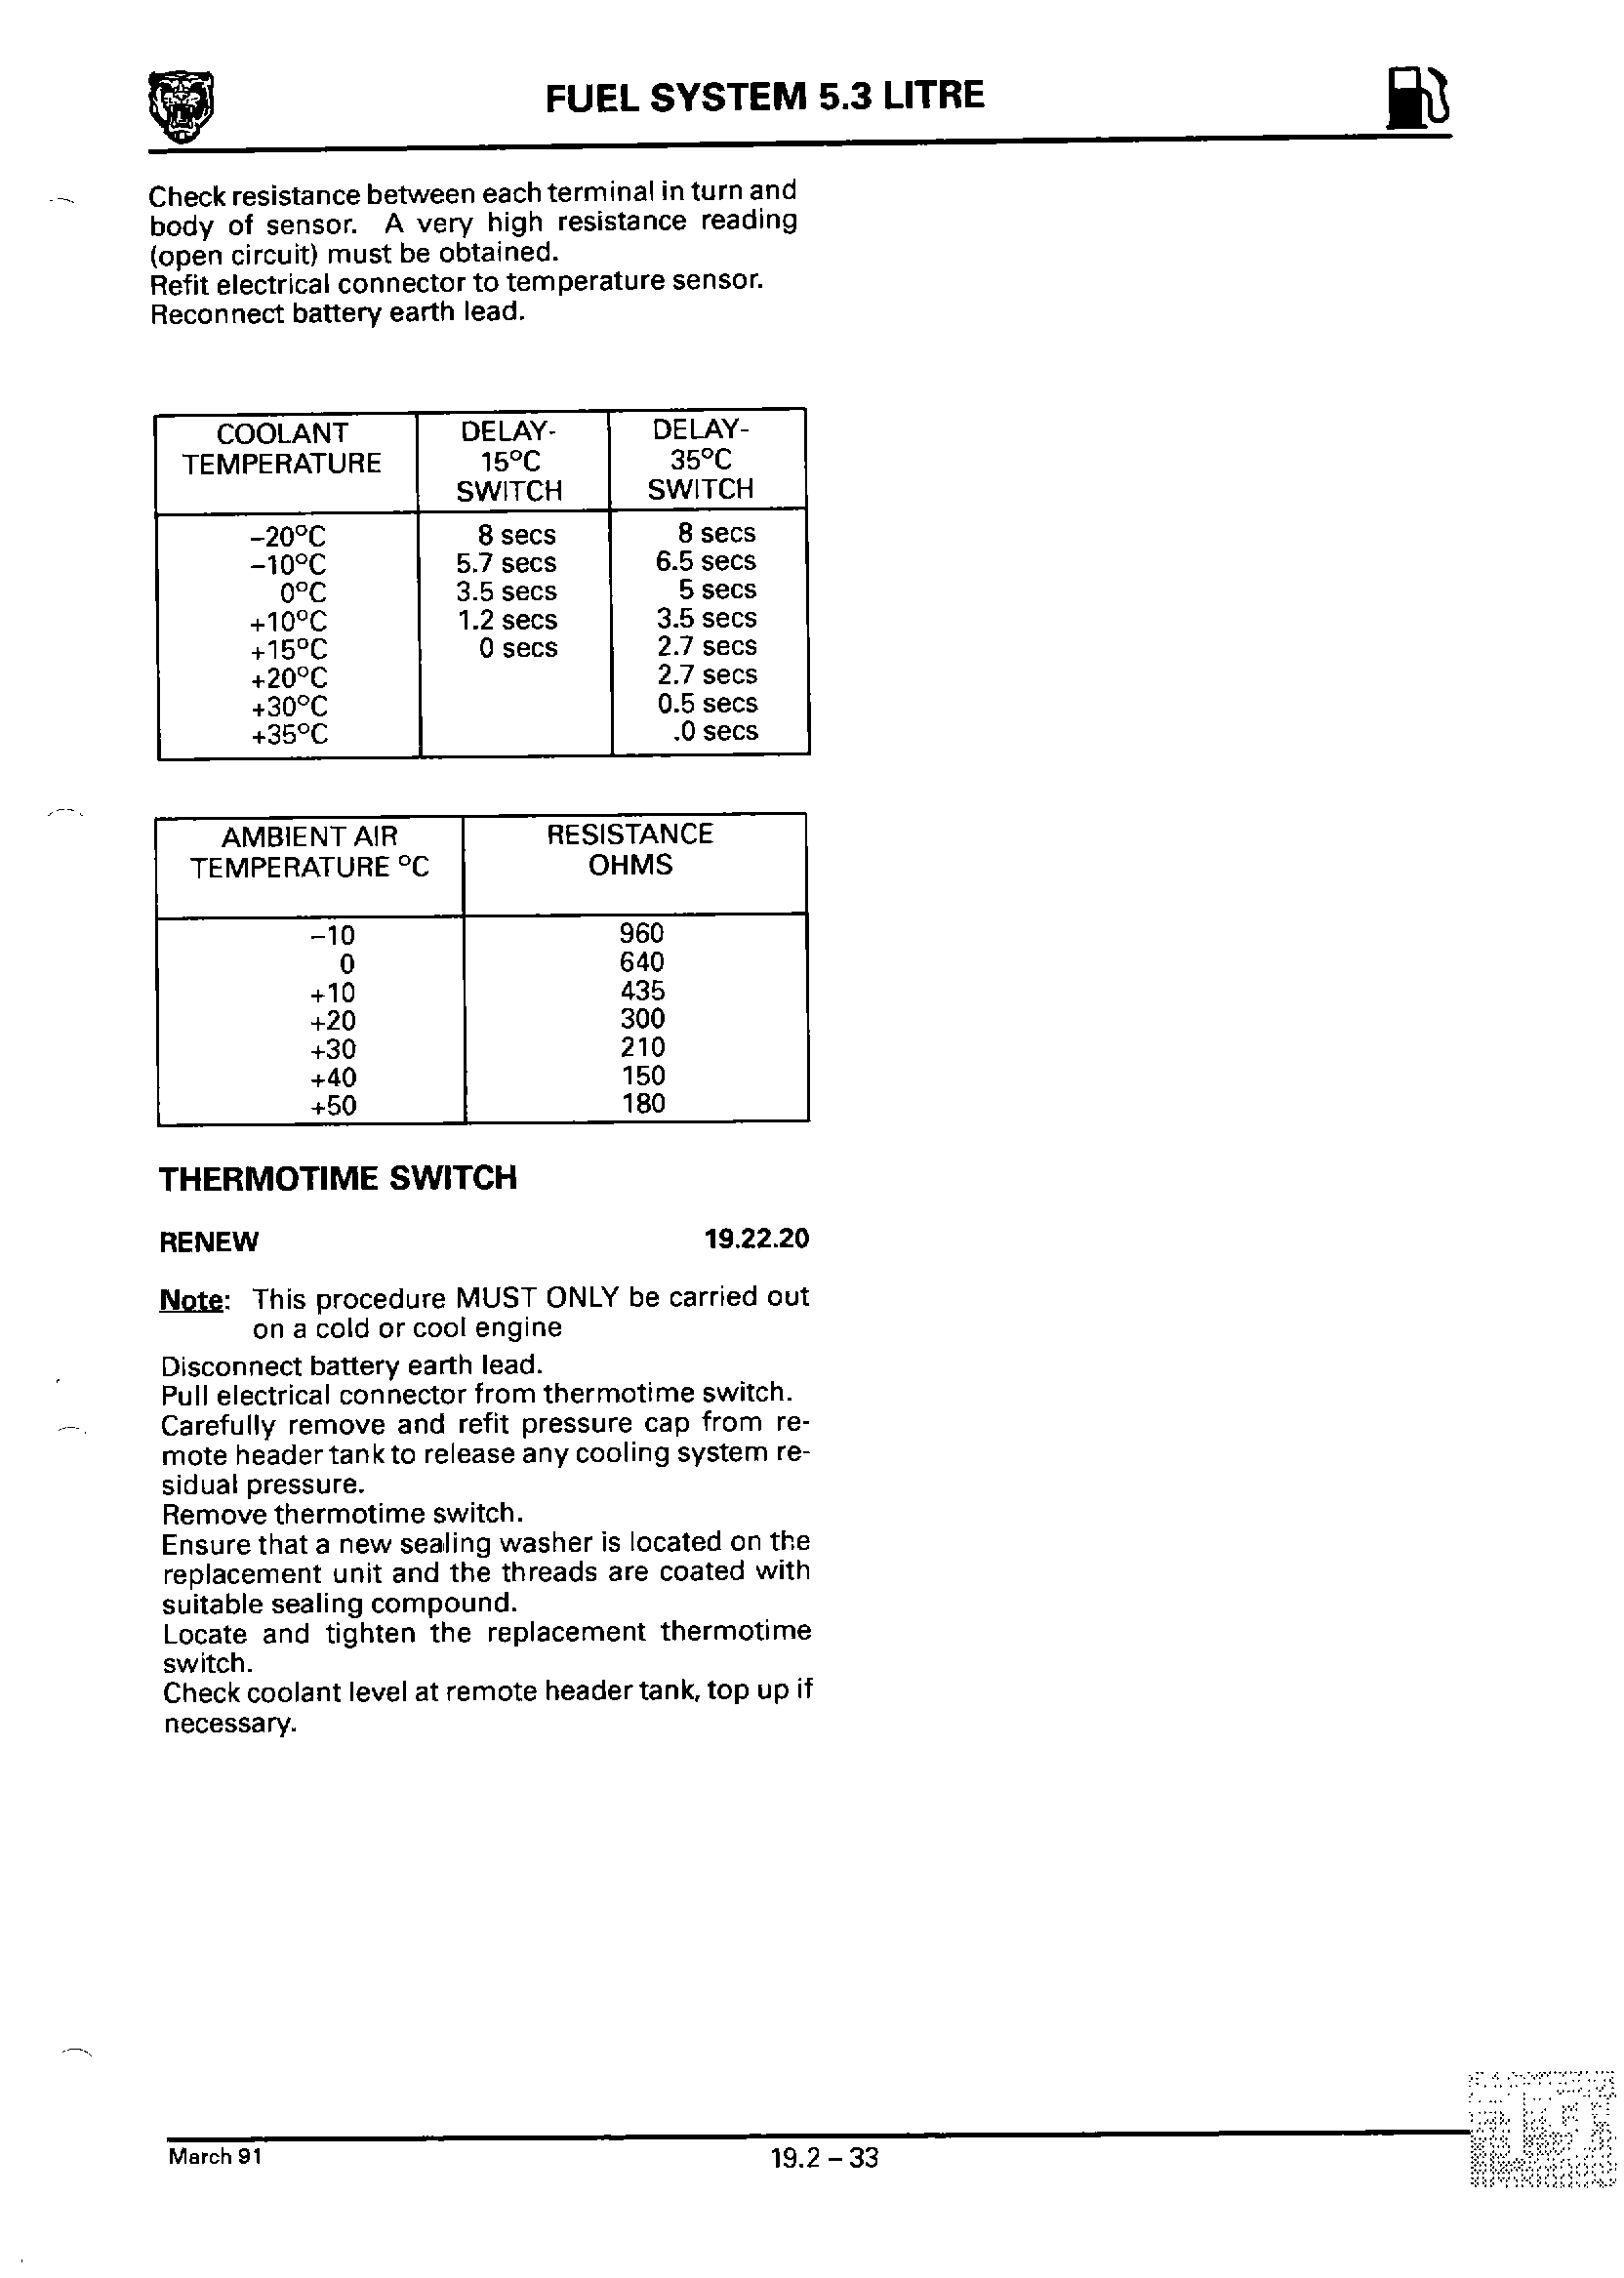 FUEL SYSTEM 5.3 LITRE
Check resistance between each terminal in turn and
body of sensor. A very high resistance reading
(open circuit) must be obtained.
Refit electrical connector to temperature sensor.
Reconnect battery earth lead.
COOLANT TEMPERATURE DELAY- 15°C SWITCH DELAY- 35°C SWITCH
-20°C 8 secs 8 secs
-10°C 5.7 secs 6.5 secs
0°C 3.5 secs 5 secs
+10°C 1.2 secs 3.5 secs
+15°C 0 secs 2.7 secs
+20°C 2.7 secs
+30°C 0.5 secs
+35°C .0 secs
AMBIENT AIR RESISTANCE
TEMPERATURE °C OHMS
-10 960
0 640
+10 435
+20 300
+30 210
+40 150
+50 180
THERMOTIME SWITCH
RENEW 19.22.20
Note: This procedure MUST ONLY be carried out
on a cold or cool engine
Disconnect battery earth lead.
Pull electrical connector from thermotime switch.
Carefully remove and refit pressure cap from re-
mote header tank to release any cooling system re-
sidual pressure.
Remove thermotime switch.
Ensure that a new sealing washer is located on the
replacement unit and the threads are coated with
suitable sealing compound.
Locate and tighten the replacement thermotime
switch.
Check coolant level at remote header tank, top up if
necessary.
March 91 19.2 – 33